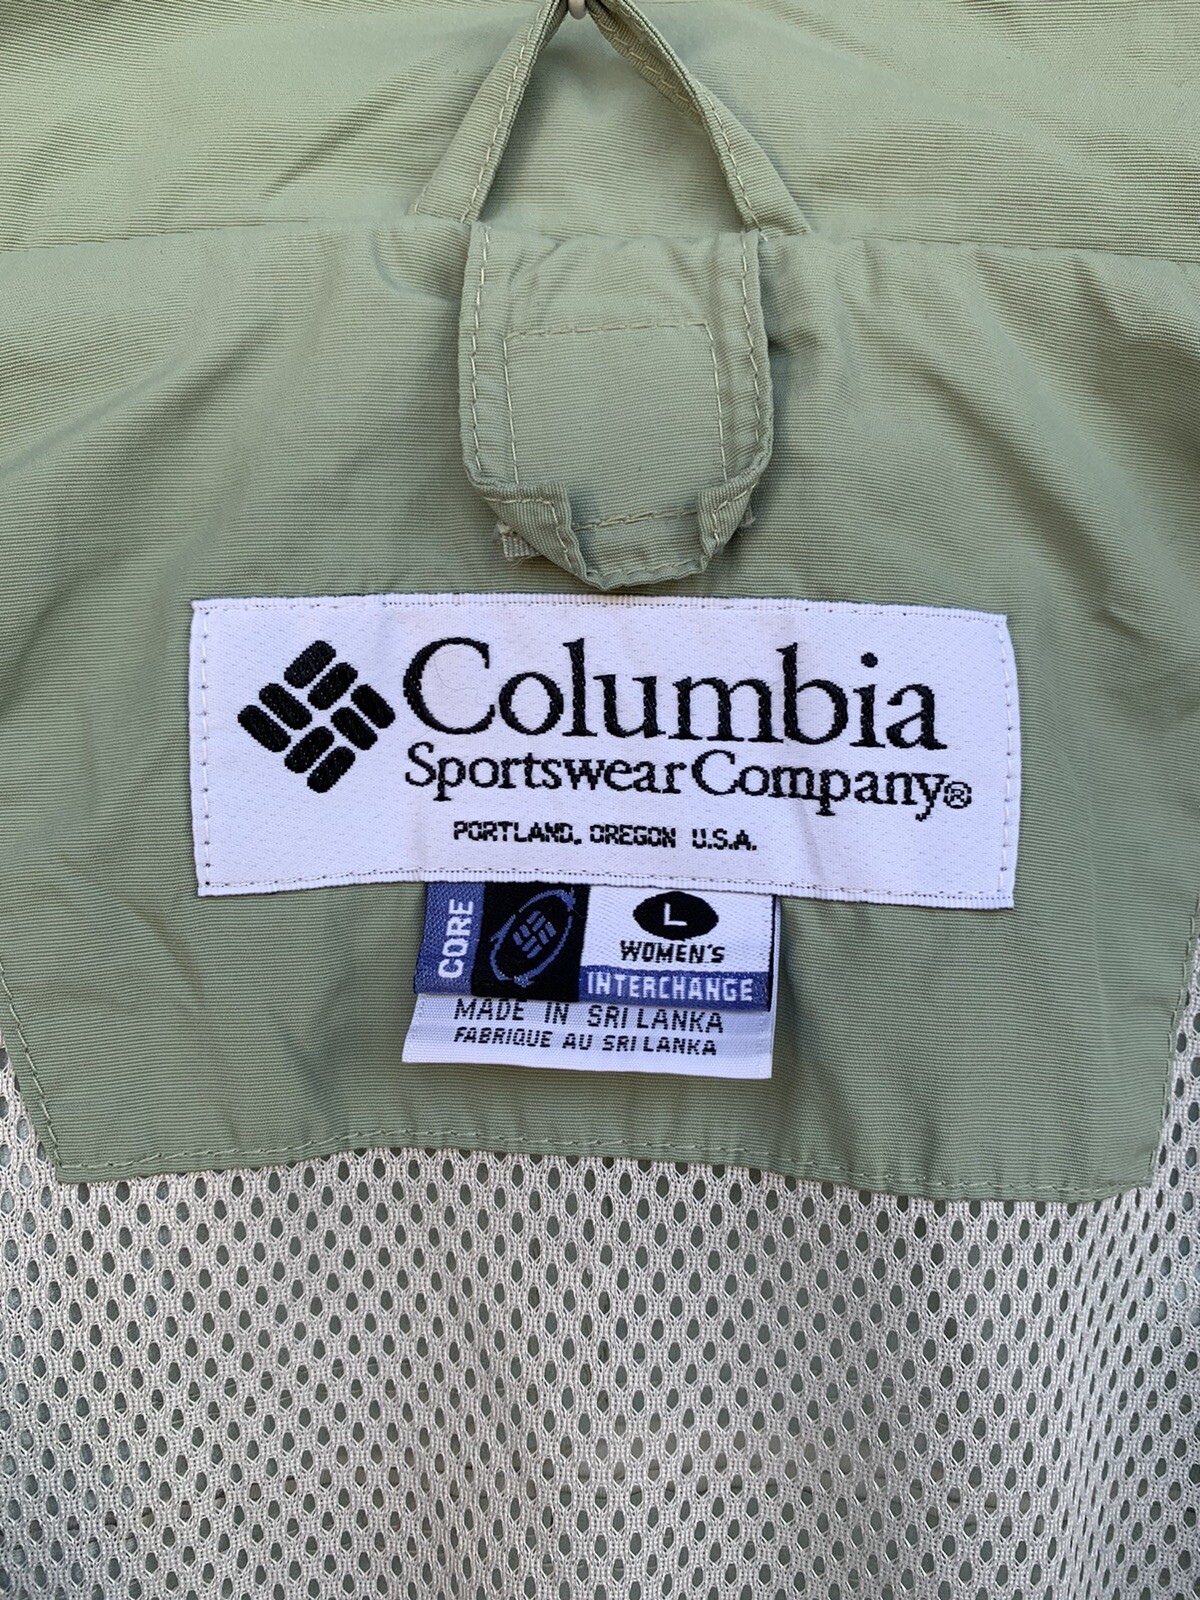 Columbia
Sportswear Company®
PORTLAND, OREGON U.S.A.
CORE
L
WOMEN'S
INTERCHANGE
MADE IN SRI LANKA
FABRIQUE AU SRI LANKA